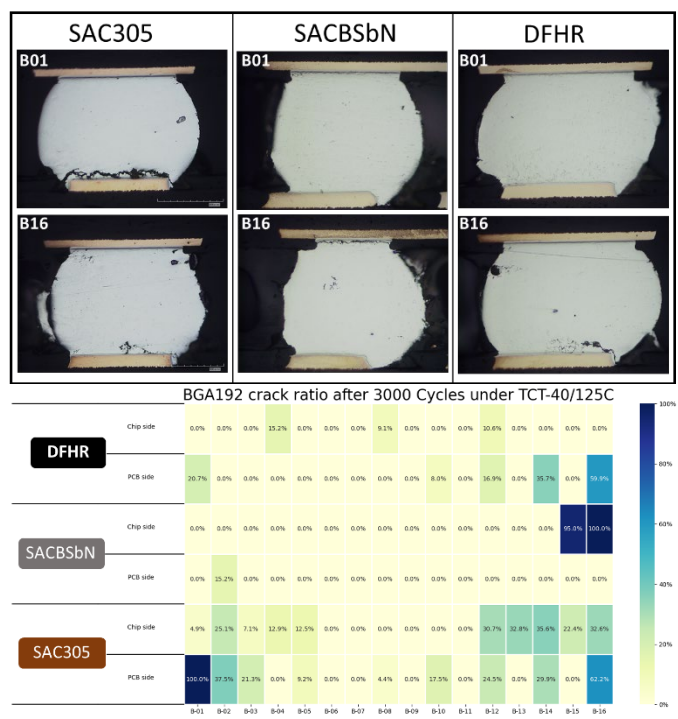 SAC305 SACBSbN DFHR
B01 B01 B01
B16 B16 B16
BGA192 crack ratio after 3000 Cycles under TCT-40/125C
DFHR
Chip side 0.0% 0.0% 0.0% 15.2% 0.0% 0.0% 0.0% 9.1% 0.0% 0.0% 0.0% 10.6% 0.0% 0.0% 0.0% 0.0%
PCB side 20.7% 0.0% 0.0% 0.0% 0.0% 0.0% 0.0% 0.0% 0.0% 8.0% 0.0% 16.9% 0.0% 35.7% 0.0% 59.9%
SACBSbN
Chip side 0.0% 0.0% 0.0% 0.0% 0.0% 0.0% 0.0% 0.0% 0.0% 0.0% 0.0% 0.0% 0.0% 0.0% 95.0% 100.0%
PCB side 0.0% 15.2% 0.0% 0.0% 0.0% 0.0% 0.0% 0.0% 0.0% 0.0% 0.0% 0.0% 0.0% 0.0% 0.0% 0.0%
SAC305
Chip side 4.9% 25.1% 7.1% 12.9% 12.5% 0.0% 0.0% 0.0% 0.0% 0.0% 0.0% 30.7% 32.8% 35.6% 22.4% 32.6%
PCB side 100.0% 37.5% 21.3% 0.0% 9.2% 0.0% 0.0% 4.4% 0.0% 17.5% 0.0% 24.5% 0.0% 29.9% 0.0% 62.2%
B-01 B-02 B-03 B-04 B-05 B-06 B-07 B-08 B-09 B-10 B-11 B-12 B-13 B-14 B-15 B-16
100%
80%
60%
40%
20%
0%